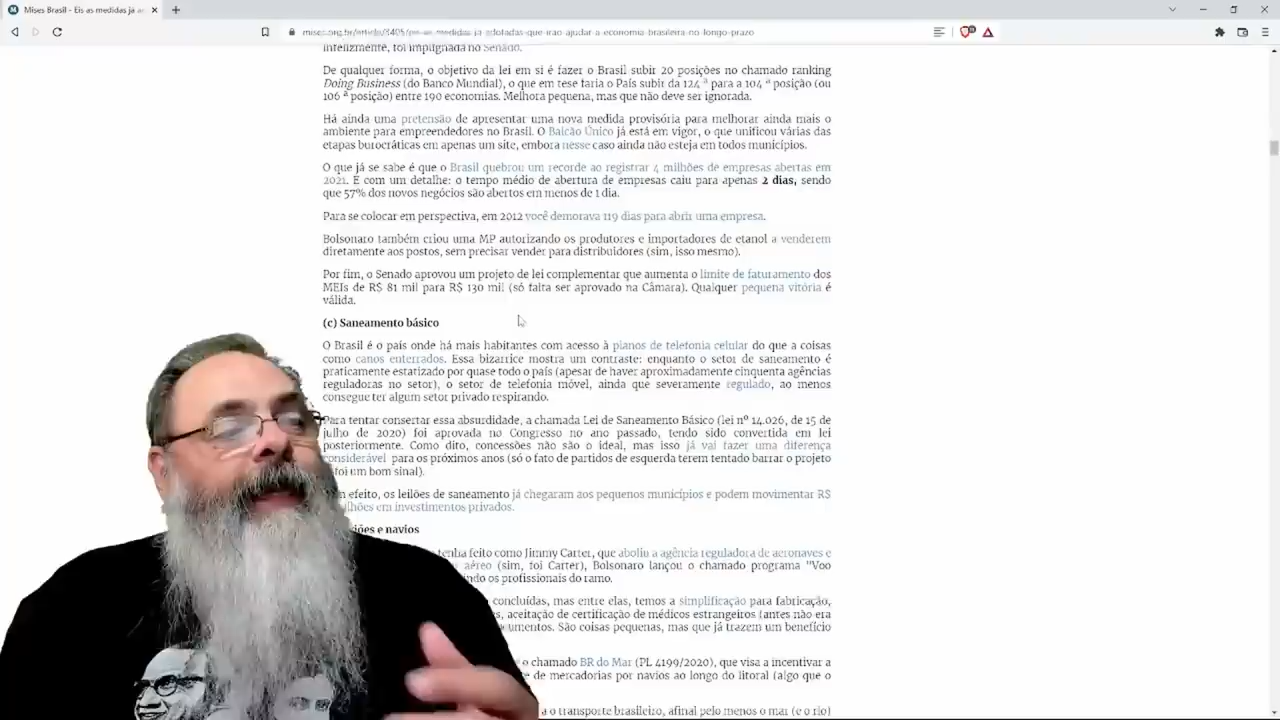 Mises Brasil - Eis as medidas já a
mises.org.br/article/3405/eis-as-medidas-ja-adotadas-que-irao-ajudar-a-economia-brasileira-no-longo-prazo
infelizmente, foi impugnada no Senado.
De qualquer forma, o objetivo da lei em si é fazer o Brasil subir 20 posições no chamado ranking
Doing Business (do Banco Mundial), o que em tese faria o País subir da 124 ª para a 104 ª posição (ou
106 ª posição) entre 190 economias. Melhora pequena, mas que não deve ser ignorada.
Há ainda uma pretensão de apresentar uma nova medida provisória para melhorar ainda mais o
ambiente para empreendedores no Brasil. O Balcão Único já está em vigor, o que unificou várias das
etapas burocráticas em apenas um site, embora nesse caso ainda não esteja em todos municípios.
O que já se sabe é que o Brasil quebrou um recorde ao registrar 4 milhões de empresas abertas em
2021. E com um detalhe: o tempo médio de abertura de empresas caiu para apenas 2 dias, sendo
que 57% dos novos negócios são abertos em menos de 1 dia.
Para se colocar em perspectiva, em 2012 você demorava 119 dias para abrir uma empresa.
Bolsonaro também criou uma MP autorizando os produtores e importadores de etanol a venderem
diretamente aos postos, sem precisar vender para distribuidores (sim, isso mesmo).
Por fim, o Senado aprovou um projeto de lei complementar que aumenta o limite de faturamento dos
MEIs de R$ 81 mil para R$ 130 mil (só falta ser aprovado na Câmara). Qualquer pequena vitória é
válida.
(c) Saneamento básico
O Brasil é o país onde há mais habitantes com acesso à planos de telefonia celular do que a coisas
como canos enterrados. Essa bizarrice mostra um contraste: enquanto o setor de saneamento é
praticamente estatizado por quase todo o país (apesar de haver aproximadamente cinquenta agências
reguladoras no setor), o setor de telefonia móvel, ainda que severamente regulado, ao menos
consegue ter algum setor privado respirando.
Para tentar consertar essa absurdidade, a chamada Lei de Saneamento Básico (lei nº 14.026, de 15 de
julho de 2020) foi aprovada no Congresso no ano passado, tendo sido convertida em lei
posteriormente. Como dito, concessões não são o ideal, mas isso já vai fazer uma diferença
considerável para os próximos anos (só o fato de partidos de esquerda terem tentado barrar o projeto
foi um bom sinal).
efeito, os leilões de saneamento já chegaram aos pequenos municípios e podem movimentar R$
lhões em investimentos privados.
iões e navios
tenha feito como Jimmy Carter, que aboliu a agência reguladora de aeronaves e
aéreo (sim, foi Carter), Bolsonaro lançou o chamado programa "Voo
indo os profissionais do ramo.
concluídas, mas entre elas, temos a simplificação para fabricação,
s, aceitação de certificação de médicos estrangeiros (antes não era
umentos. São coisas pequenas, mas que já trazem um benefício
o chamado BR do Mar (PL 4199/2020), que visa a incentivar a
e de mercadorias por navios ao longo do litoral (algo que o
a o transporte brasileiro, afinal pelo menos o mar (e o rio)